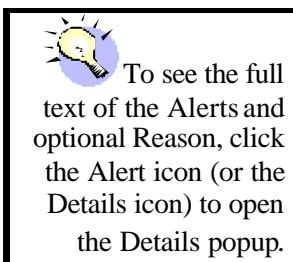 To see the full
text of the Alerts and
optional Reason, click
the Alert icon (or the
Details icon) to open
the Details popup.